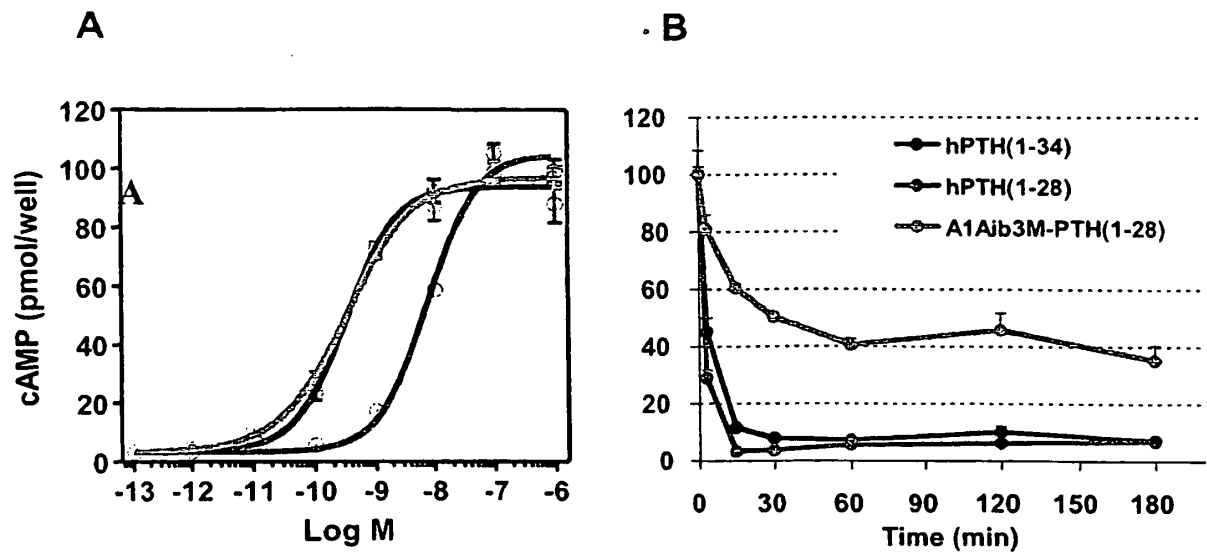 A
B
120
100
80
60
40
20
0
A
cAMP (pmol/well)
-13 -12 -11 -10 -9 -8 -7 -6
Log M
120
100
80
60
40
20
0
hPTH(1-34)
hPTH(1-28)
A1Aib3M-PTH(1-28)
0 30 60 90 120 150 180
Time (min)